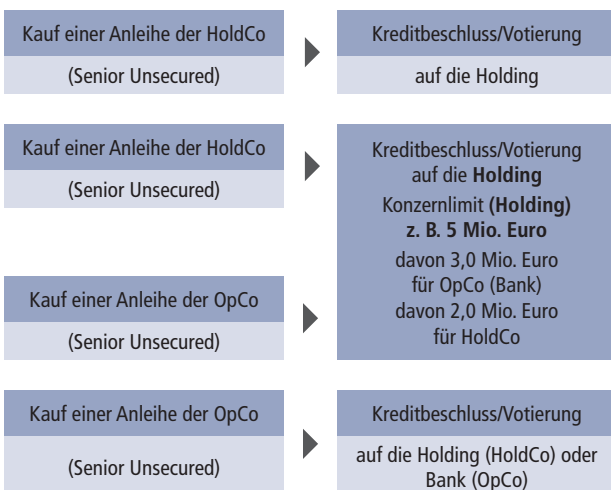 Kauf einer Anleihe der HoldCo
(Senior Unsecured)
Kreditbeschluss/Votierung
auf die Holding
Kauf einer Anleihe der HoldCo
(Senior Unsecured)
Kauf einer Anleihe der OpCo
(Senior Unsecured)
Kreditbeschluss/Votierung
auf die Holding
Konzernlimit (Holding)
z. B. 5 Mio. Euro
davon 3,0 Mio. Euro
für OpCo (Bank)
davon 2,0 Mio. Euro
für HoldCo
Kauf einer Anleihe der OpCo
(Senior Unsecured)
Kreditbeschluss/Votierung
auf die Holding (HoldCo) oder
Bank (OpCo)